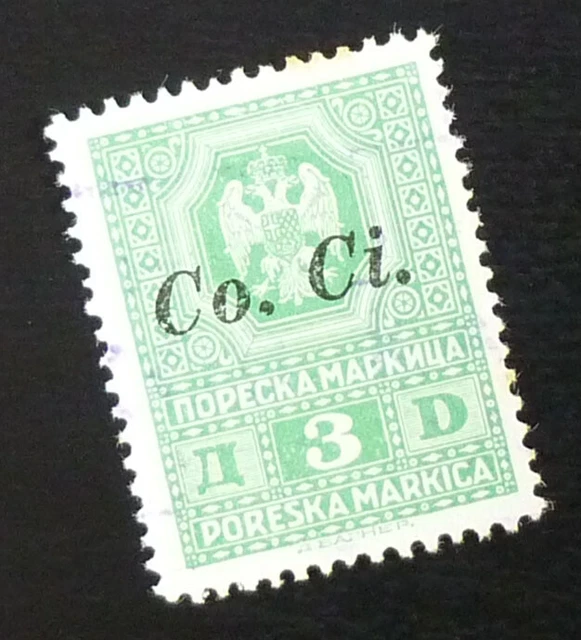 Co. Ci.
ПОРЕСКА МАРКИЦА
Д 3 D
PORESKA MARKICA